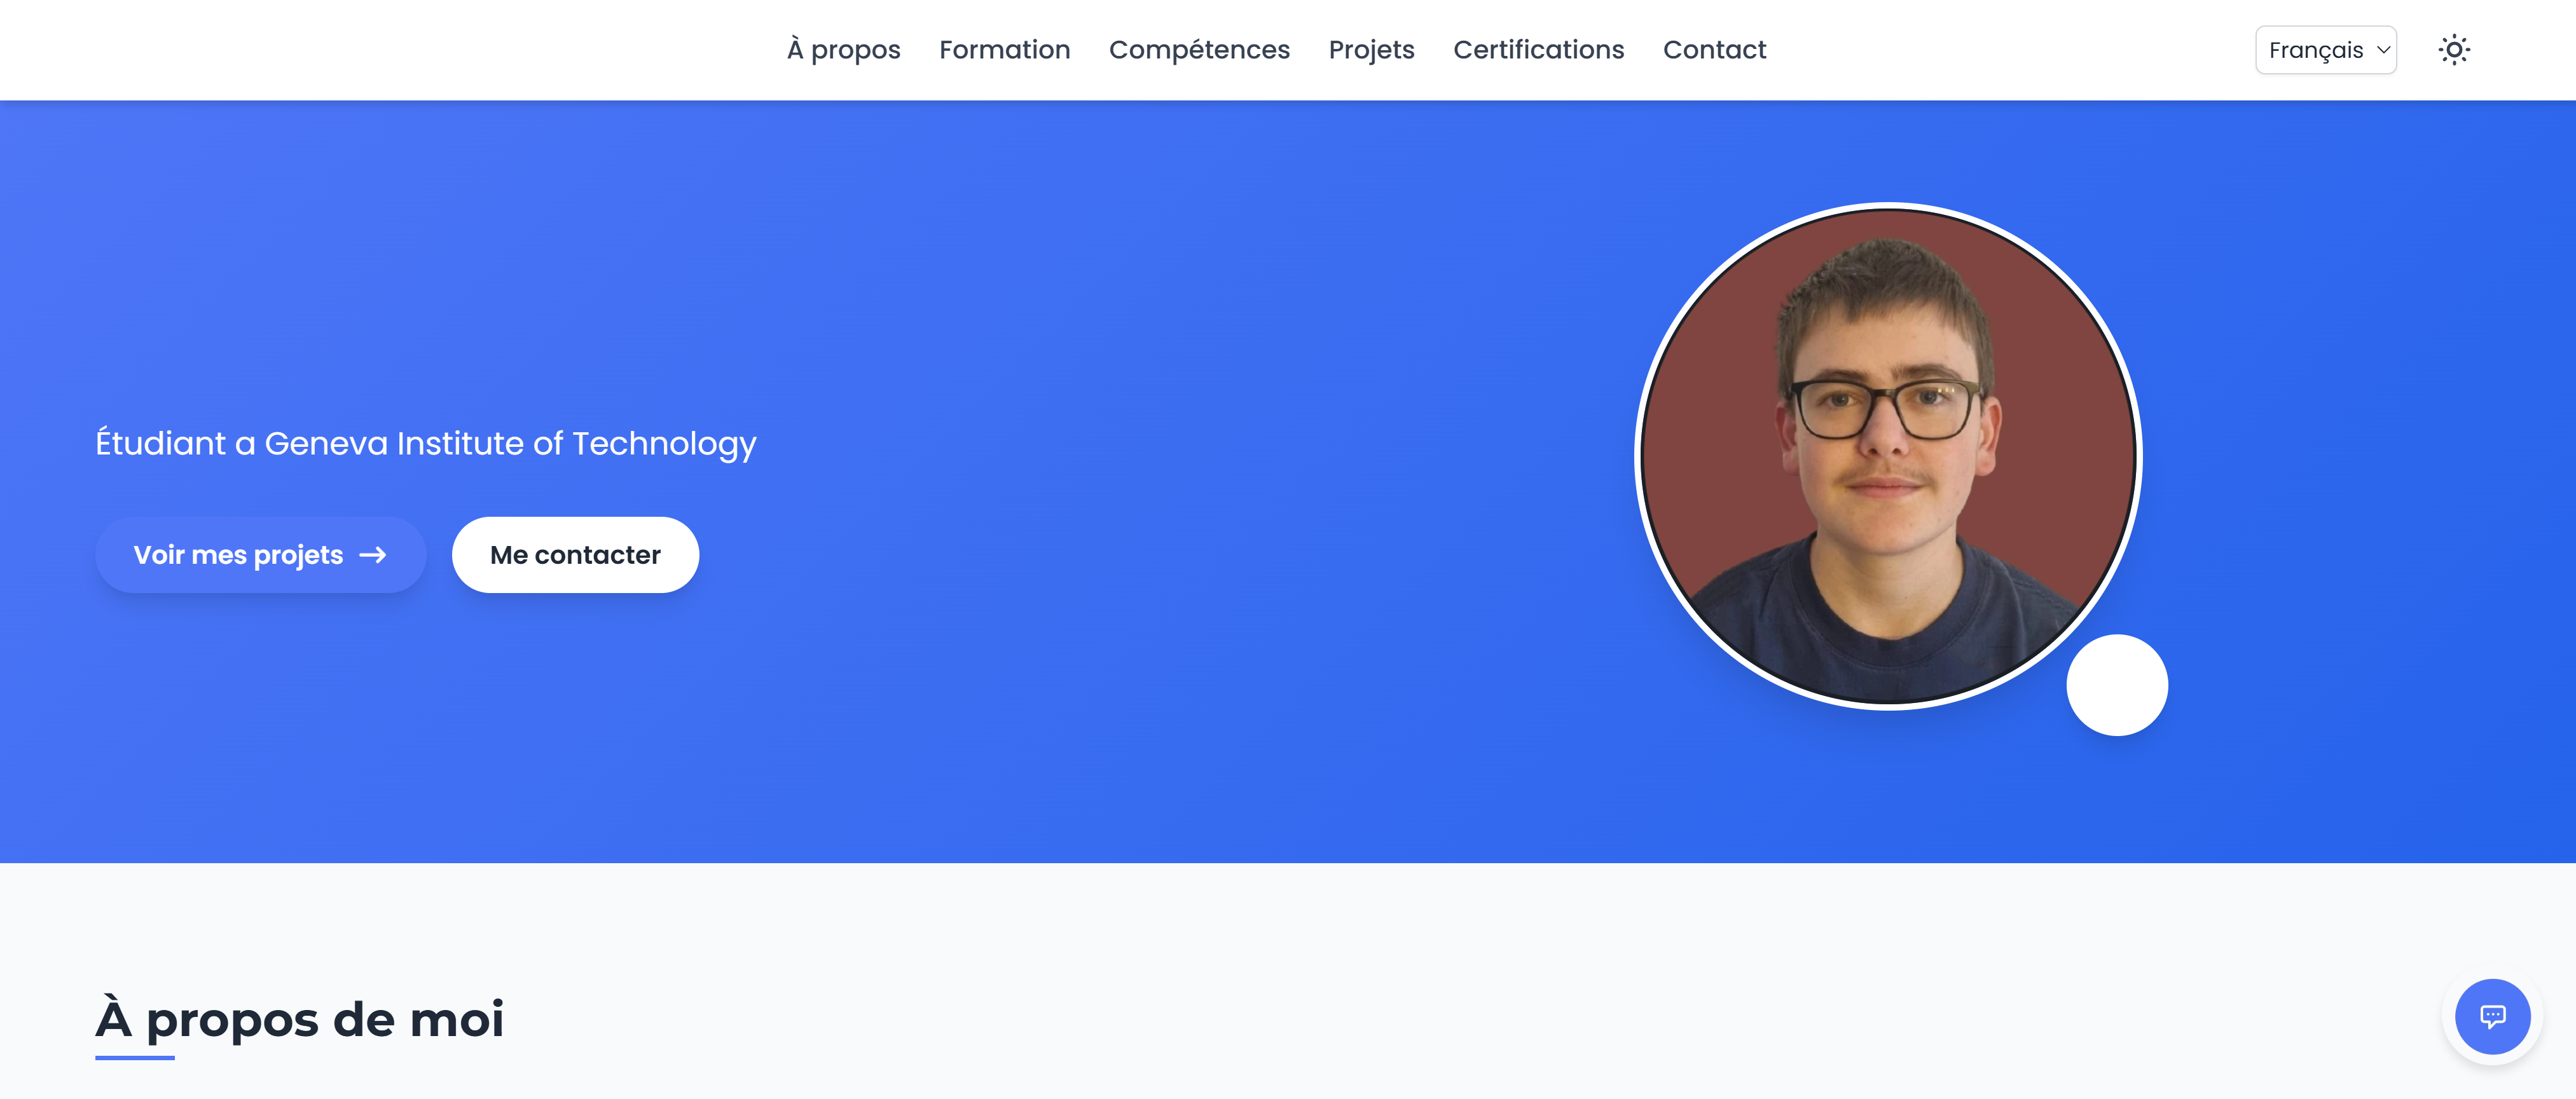 À propos Formation Compétences Projets Certifications Contact Français
Étudiant a Geneva Institute of Technology
Voir mes projets → Me contacter
À propos de moi